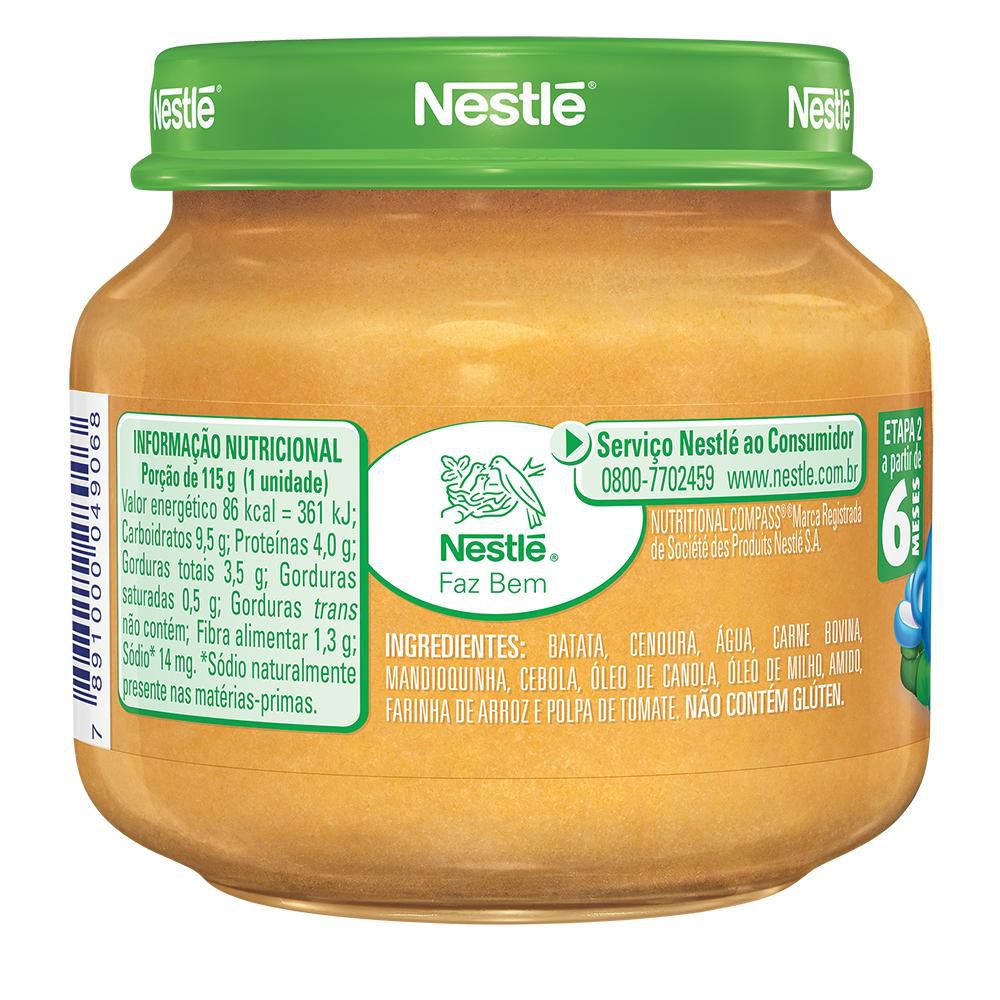 Nestlé®
Nestlé®
Nestlé
7891000049068
INFORMAÇÃO NUTRICIONAL
Porção de 115 g (1 unidade)
Valor energético 86 kcal = 361 kJ;
Carboidratos 9,5 g; Proteínas 4,0 g;
Gorduras totais 3,5 g; Gorduras
saturadas 0,5 g; Gorduras trans
não contém; Fibra alimentar 1,3 g;
Sódio* 14 mg. *Sódio naturalmente
presente nas matérias-primas.
Nestlé®
Faz Bem
Serviço Nestlé ao Consumidor
0800-7702459 www.nestle.com.br
NUTRITIONAL COMPASS®®Marca Registrada
de Société des Produits Nestlé S.A.
INGREDIENTES: BATATA, CENOURA, ÁGUA, CARNE BOVINA,
MANDIOQUINHA, CEBOLA, ÓLEO DE CANOLA, ÓLEO DE MILHO, AMIDO,
FARINHA DE ARROZ E POLPA DE TOMATE. NÃO CONTÉM GLÚTEN.
ETAPA 2
a partir de
6
MESES